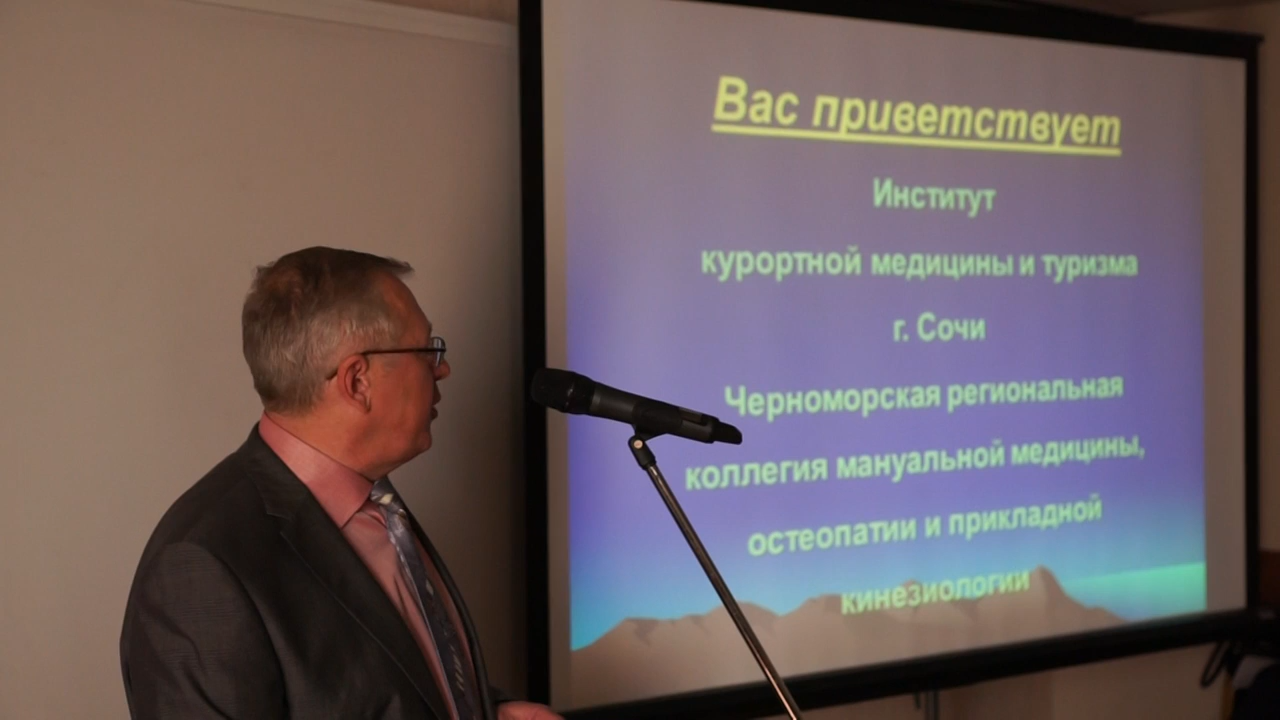 Вас приветствует
Институт
курортной медицины и туризма
г. Сочи
Черноморская региональная
коллегия мануальной медицины,
остеопатии и прикладной
кинезиологии